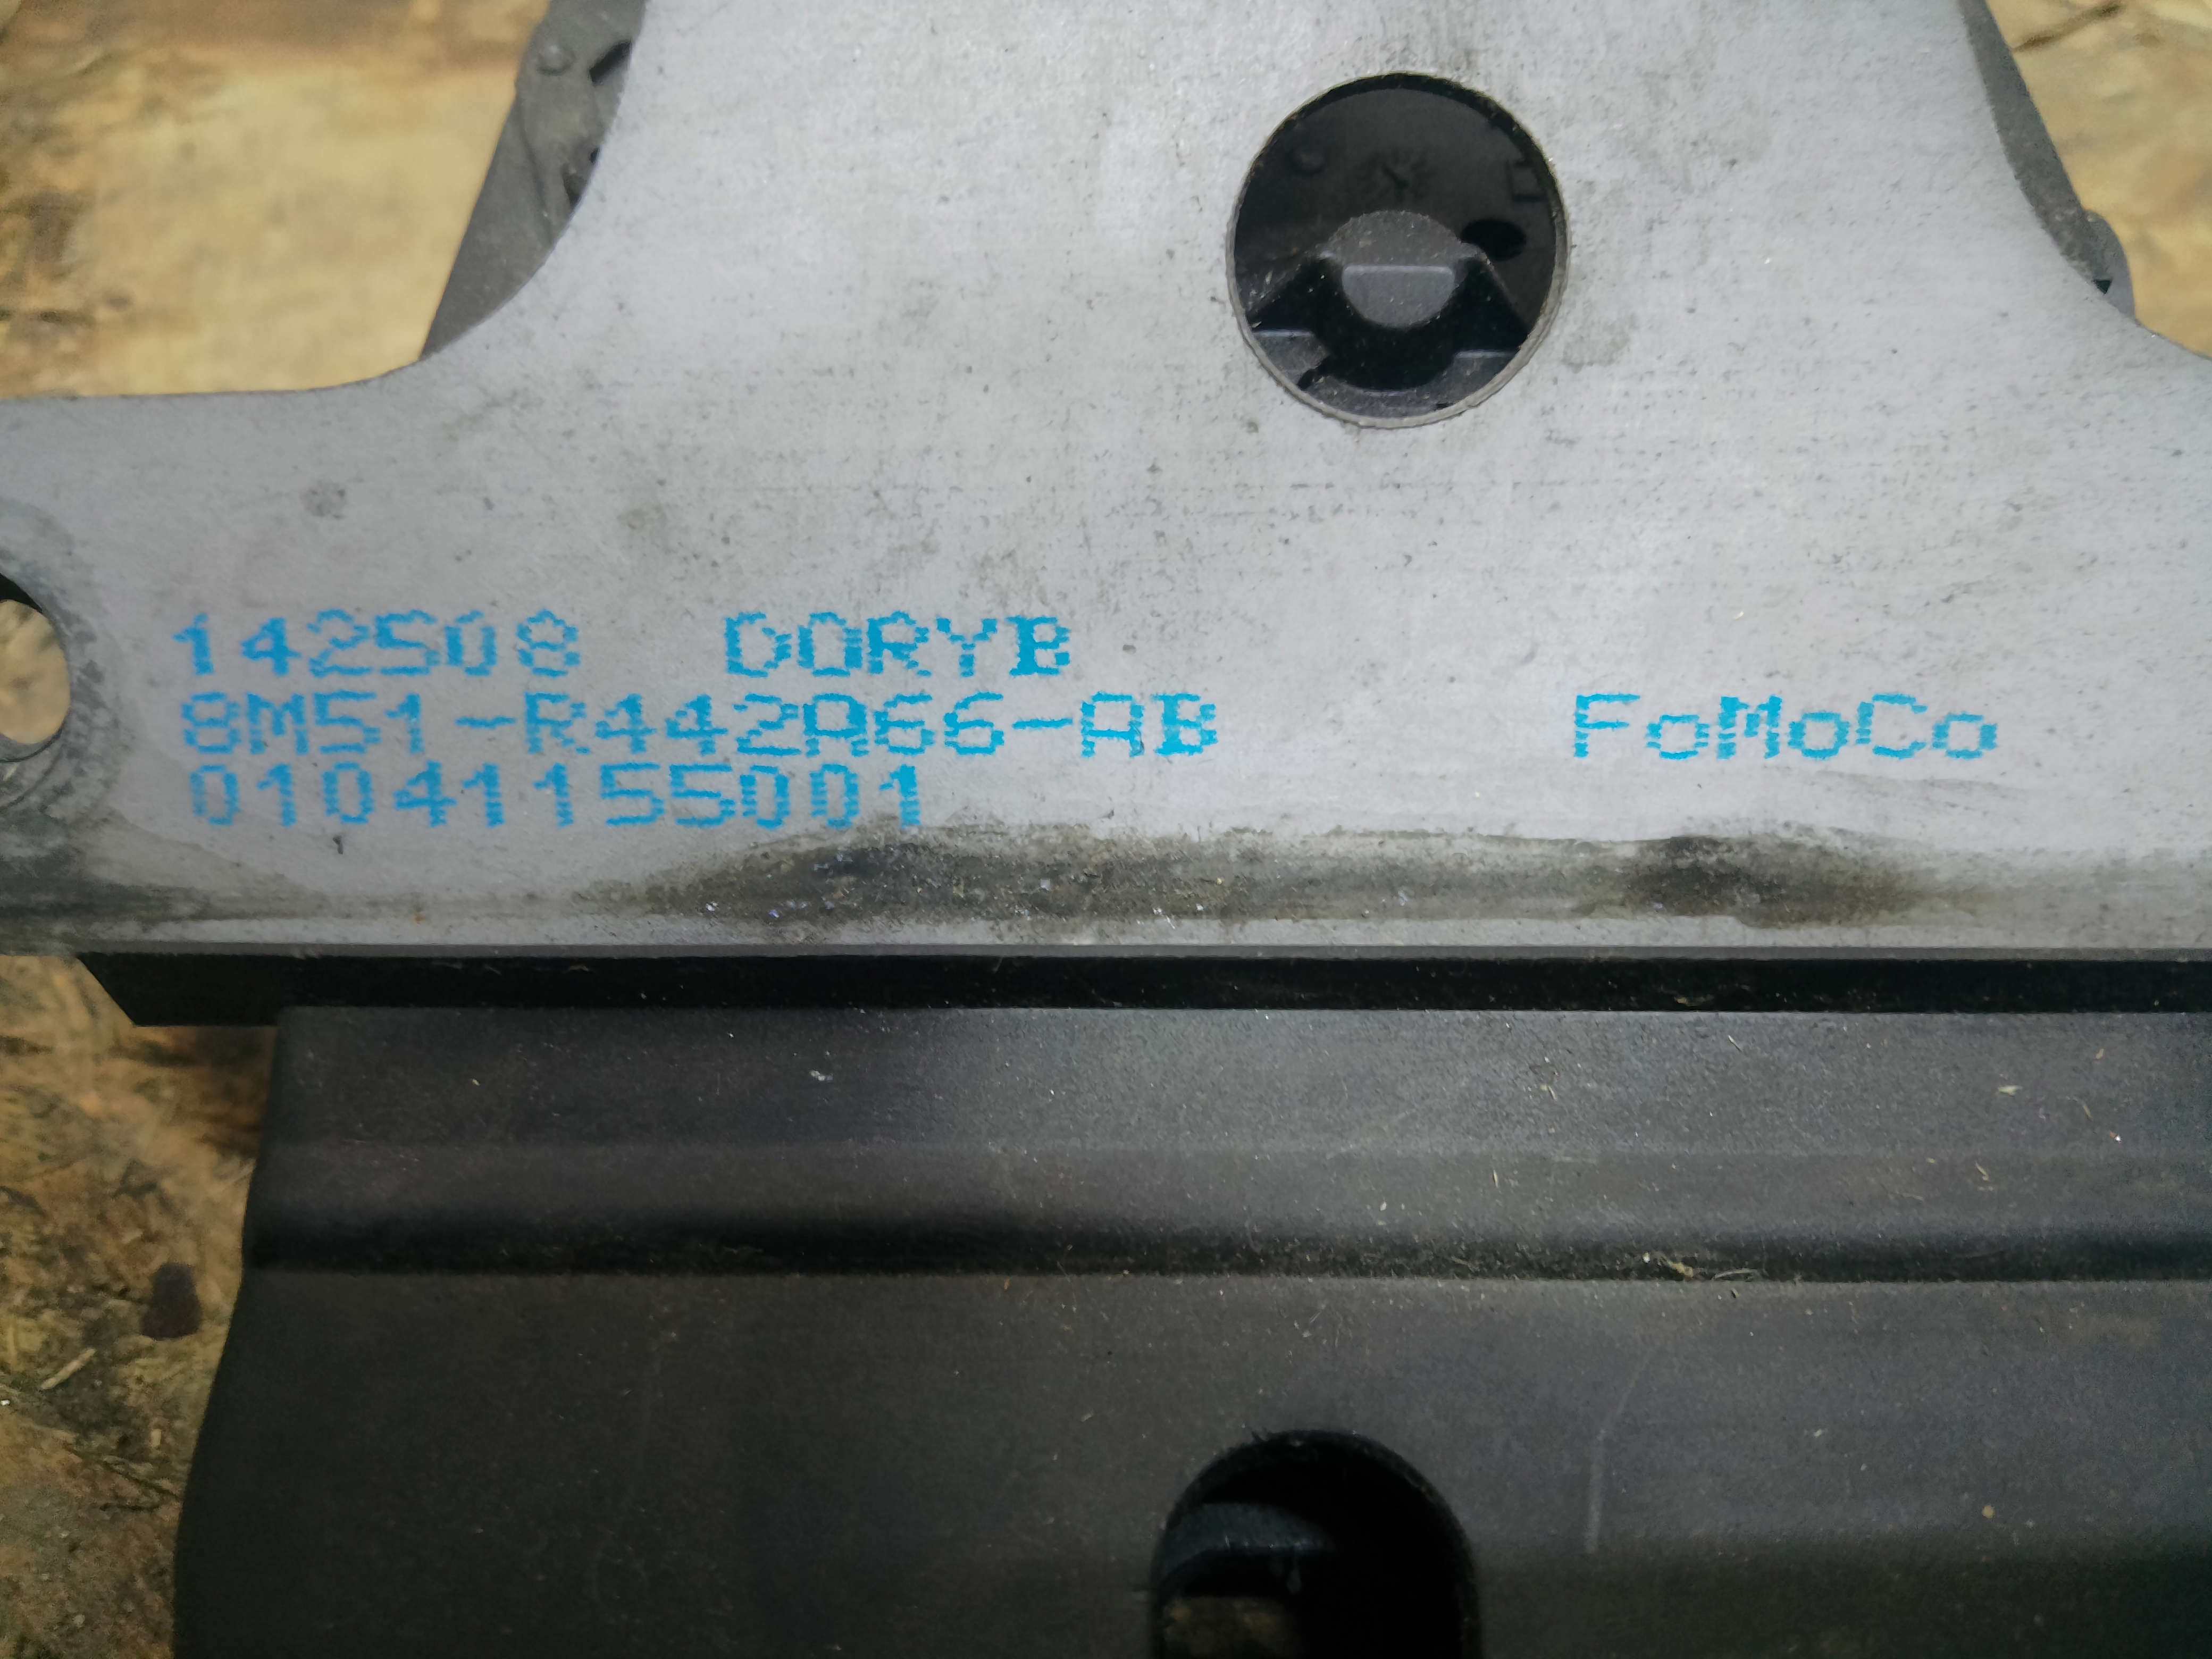 142508 DORYB
8M51-R442A66-AB FoMoCo
01041155001